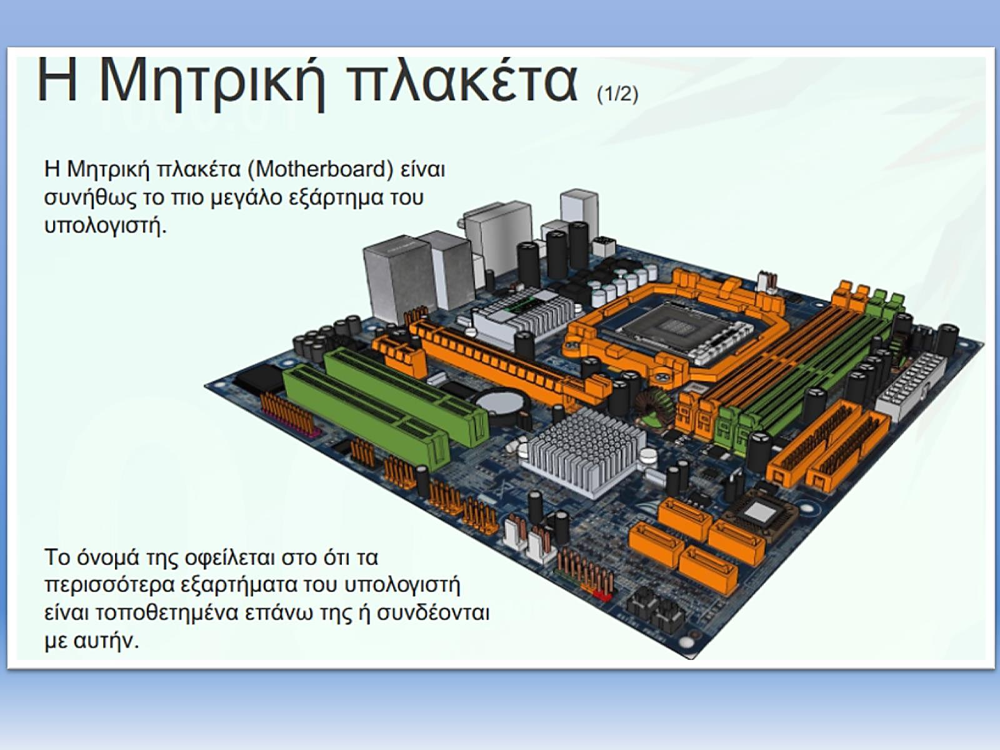 Η Μητρική πλακέτα (1/2)
Η Μητρική πλακέτα (Motherboard) είναι
συνήθως το πιο μεγάλο εξάρτημα του
υπολογιστή.
Το όνομά της οφείλεται στο ότι τα
περισσότερα εξαρτήματα του υπολογιστή
είναι τοποθετημένα επάνω της ή συνδέονται
με αυτήν.